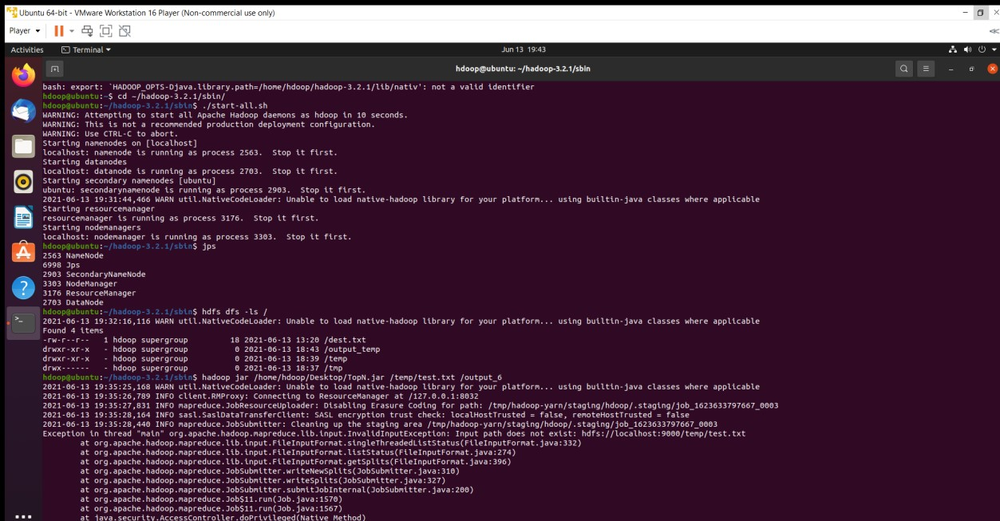 Ubuntu 64-bit - VMware Workstation 16 Player (Non-commercial use only)
Player
Activities Terminal Jun 13 19:43
hdoop@ubuntu: ~/hadoop-3.2.1/sbin
bash: export: `HADOOP_OPTS-Djava.library.path=/home/hdoop/hadoop-3.2.1/lib/nativ': not a valid identifier
hdoop@ubuntu:~$ cd ~/hadoop-3.2.1/sbin/
hdoop@ubuntu:~/hadoop-3.2.1/sbin$ ./start-all.sh
WARNING: Attempting to start all Apache Hadoop daemons as hdoop in 10 seconds.
WARNING: This is not a recommended production deployment configuration.
WARNING: Use CTRL-C to abort.
Starting namenodes on [localhost]
localhost: namenode is running as process 2563.  Stop it first.
Starting datanodes
localhost: datanode is running as process 2703.  Stop it first.
Starting secondary namenodes [ubuntu]
ubuntu: secondarynamenode is running as process 2903.  Stop it first.
2021-06-13 19:31:44,466 WARN util.NativeCodeLoader: Unable to load native-hadoop library for your platform... using builtin-java classes where applicable
Starting resourcemanager
resourcemanager is running as process 3176.  Stop it first.
Starting nodemanagers
localhost: nodemanager is running as process 3303.  Stop it first.
hdoop@ubuntu:~/hadoop-3.2.1/sbin$ jps
2563 NameNode
6998 Jps
2903 SecondaryNameNode
3303 NodeManager
3176 ResourceManager
2703 DataNode
hdoop@ubuntu:~/hadoop-3.2.1/sbin$ hdfs dfs -ls /
2021-06-13 19:32:16,116 WARN util.NativeCodeLoader: Unable to load native-hadoop library for your platform... using builtin-java classes where applicable
Found 4 items
-rw-r--r--   1 hdoop supergroup         18 2021-06-13 13:20 /dest.txt
drwxr-xr-x   - hdoop supergroup          0 2021-06-13 18:43 /output_temp
drwxr-xr-x   - hdoop supergroup          0 2021-06-13 18:39 /temp
drwx------   - hdoop supergroup          0 2021-06-13 18:37 /tmp
hdoop@ubuntu:~/hadoop-3.2.1/sbin$ hadoop jar /home/hdoop/Desktop/TopN.jar /temp/test.txt /output_6
2021-06-13 19:35:25,168 WARN util.NativeCodeLoader: Unable to load native-hadoop library for your platform... using builtin-java classes where applicable
2021-06-13 19:35:26,789 INFO client.RMProxy: Connecting to ResourceManager at /127.0.0.1:8032
2021-06-13 19:35:27,831 INFO mapreduce.JobResourceUploader: Disabling Erasure Coding for path: /tmp/hadoop-yarn/staging/hdoop/.staging/job_1623633797667_0003
2021-06-13 19:35:28,164 INFO sasl.SaslDataTransferClient: SASL encryption trust check: localHostTrusted = false, remoteHostTrusted = false
2021-06-13 19:35:28,440 INFO mapreduce.JobSubmitter: Cleaning up the staging area /tmp/hadoop-yarn/staging/hdoop/.staging/job_1623633797667_0003
Exception in thread "main" org.apache.hadoop.mapreduce.lib.input.InvalidInputException: Input path does not exist: hdfs://localhost:9000/temp/test.txt
at org.apache.hadoop.mapreduce.lib.input.FileInputFormat.singleThreadedListStatus(FileInputFormat.java:332)
at org.apache.hadoop.mapreduce.lib.input.FileInputFormat.listStatus(FileInputFormat.java:274)
at org.apache.hadoop.mapreduce.lib.input.FileInputFormat.getSplits(FileInputFormat.java:396)
at org.apache.hadoop.mapreduce.JobSubmitter.writeNewSplits(JobSubmitter.java:310)
at org.apache.hadoop.mapreduce.JobSubmitter.writeSplits(JobSubmitter.java:327)
at org.apache.hadoop.mapreduce.JobSubmitter.submitJobInternal(JobSubmitter.java:200)
at org.apache.hadoop.mapreduce.Job$11.run(Job.java:1570)
at org.apache.hadoop.mapreduce.Job$11.run(Job.java:1567)
at java.security.AccessController.doPrivileged(Native Method)